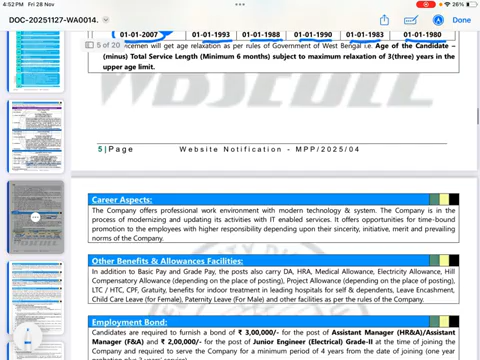 4:52 PM Fri 28 Nov
26%
DOC-20251127-WA0014.
Done
01-01-2007 01-01-1993 01-01-1988 01-01-1990 01-01-1983 01-01-1980
5 of 20
icemen will get age relaxation as per rules of Government of West Bengal i.e. Age of the Candidate –
(minus) Total Service Length (Minimum 6 months) subject to maximum relaxation of 3(three) years in the
upper age limit.
WBSEDCL
5 | Page Website Notification - MPP/2025/04
Career Aspects:
The Company offers professional work environment with modern technology & system. The Company is in the
process of modernizing and updating its activities with IT enabled services. It offers opportunities for time-bound
promotion to the employees with higher responsibility depending upon their sincerity, initiative, merit and prevailing
norms of the Company.
Other Benefits & Allowances Facilities:
In addition to Basic Pay and Grade Pay, the posts also carry DA, HRA, Medical Allowance, Electricity Allowance, Hill
Compensatory Allowance (depending on the place of posting), Project Allowance (depending on the place of posting),
LTC / HTC, CPF, Gratuity, benefits for indoor treatment in leading hospitals for self & dependents, Leave Encashment,
Child Care Leave (for Female), Paternity Leave (For Male) and other facilities as per the rules of the Company.
Employment Bond:
Candidates are required to furnish a bond of ₹ 3,00,000/- for the post of Assistant Manager (HR&A)/Assistant
Manager (F&A) and ₹ 2,00,000/- for the post of Junior Engineer (Electrical) Grade-II at the time of joining the
Company and required to serve the Company for a minimum period of 4 years from the date of joining (one year